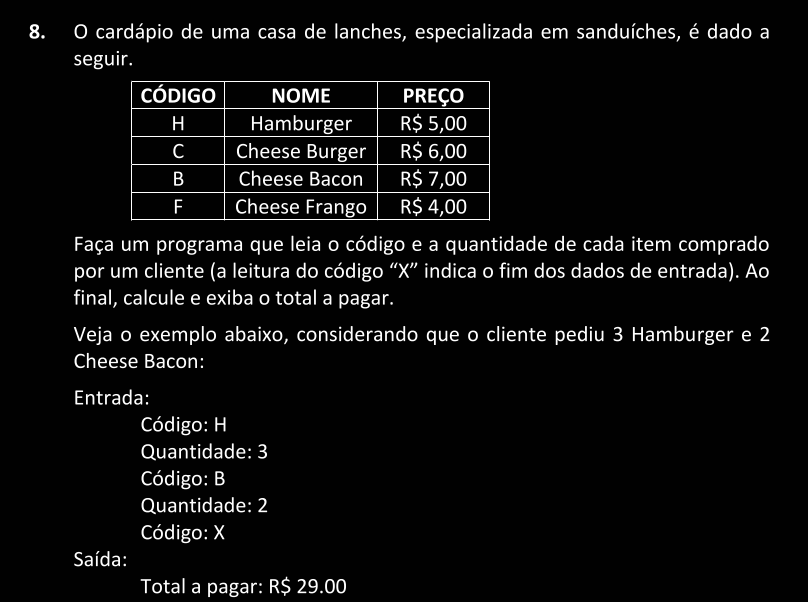 8. O cardápio de uma casa de lanches, especializada em sanduíches, é dado a
seguir.
CÓDIGO NOME PREÇO
H Hamburger R$ 5,00
C Cheese Burger R$ 6,00
B Cheese Bacon R$ 7,00
F Cheese Frango R$ 4,00
Faça um programa que leia o código e a quantidade de cada item comprado
por um cliente (a leitura do código “X” indica o fim dos dados de entrada). Ao
final, calcule e exiba o total a pagar.
Veja o exemplo abaixo, considerando que o cliente pediu 3 Hamburger e 2
Cheese Bacon:
Entrada:
Código: H
Quantidade: 3
Código: B
Quantidade: 2
Código: X
Saída:
Total a pagar: R$ 29.00